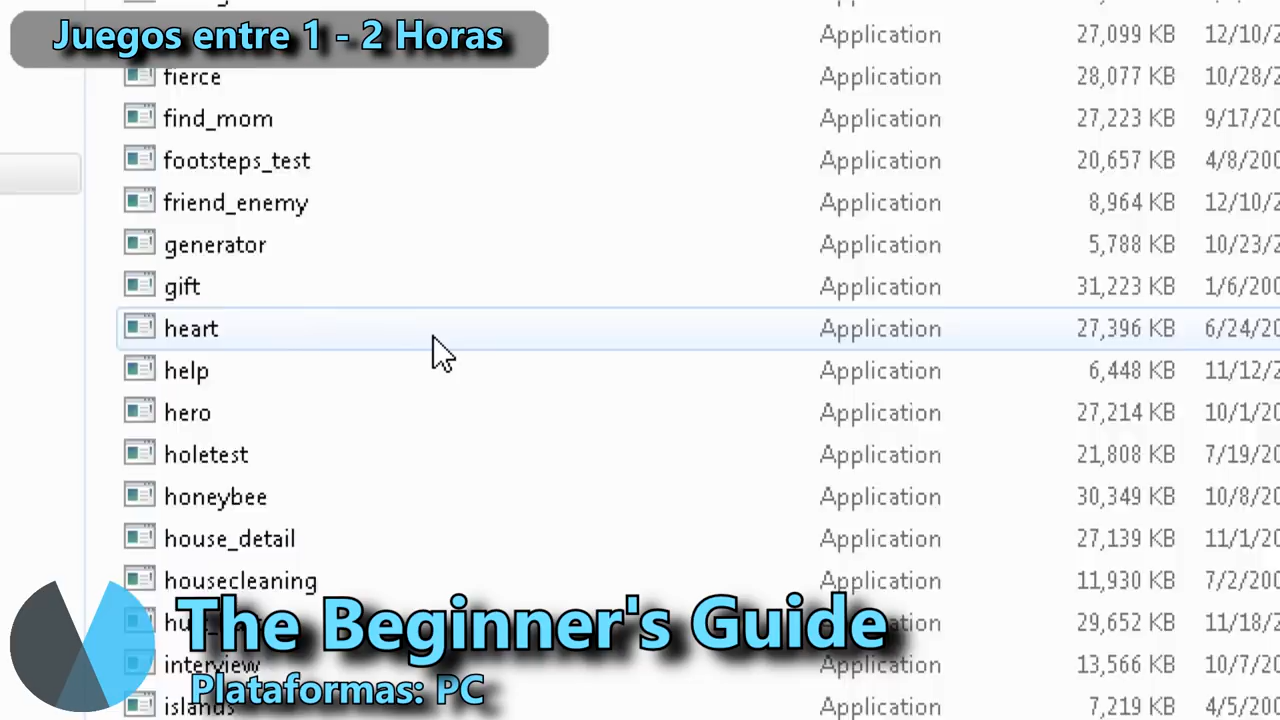 Juegos entre 1 - 2 Horas
Application 27,099 KB 12/10/2
fierce Application 28,077 KB 10/28/
find_mom Application 27,223 KB 9/17/20
footsteps_test Application 20,657 KB 4/8/200
friend_enemy Application 8,964 KB 12/10/2
generator Application 5,788 KB 10/23/
gift Application 31,223 KB 1/6/200
heart Application 27,396 KB 6/24/20
help Application 6,448 KB 11/12/2
hero Application 27,214 KB 10/1/20
holetest Application 21,808 KB 7/19/20
honeybee Application 30,349 KB 10/8/20
house_detail Application 27,139 KB 11/1/20
housecleaning Application 11,930 KB 7/2/200
Application 29,652 KB 11/18/
The Beginner's Guide
interview Application 13,566 KB 10/7/20
Plataformas: PC
islands Application 7,219 KB 4/5/200